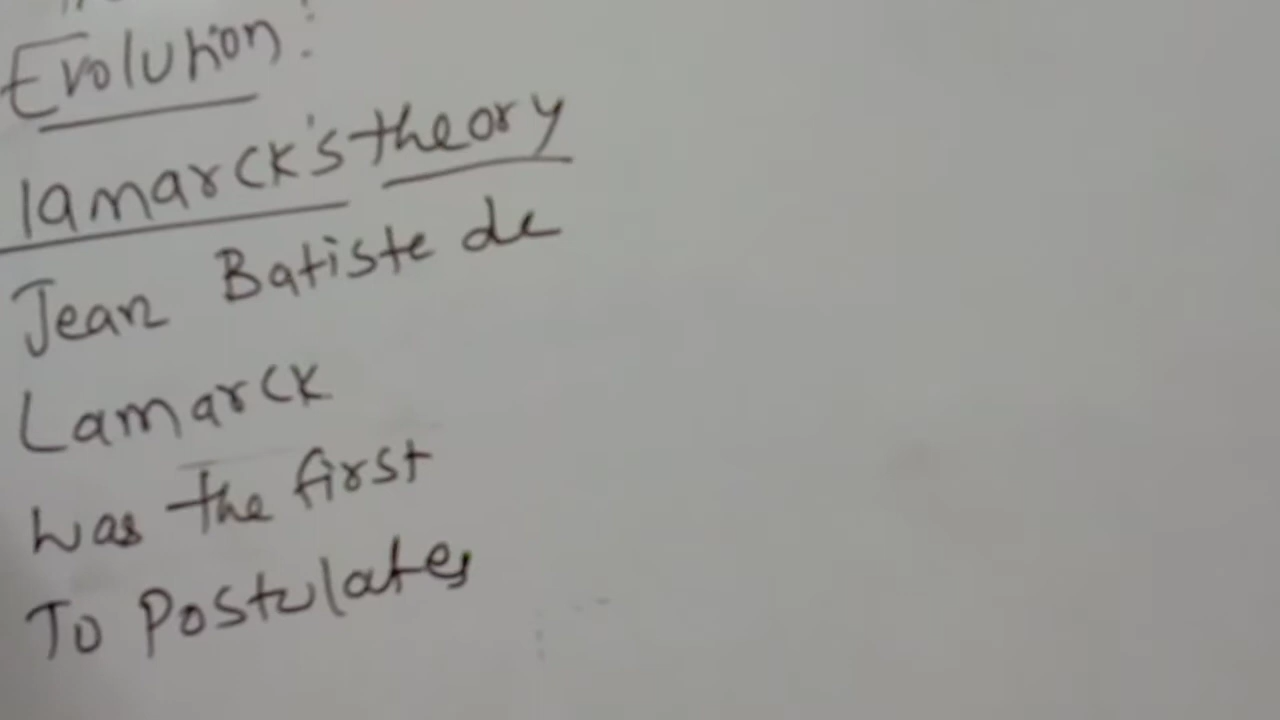 Evolution:
lamarck's theory
Jean Batiste de
Lamarck
was the first
To Postulates